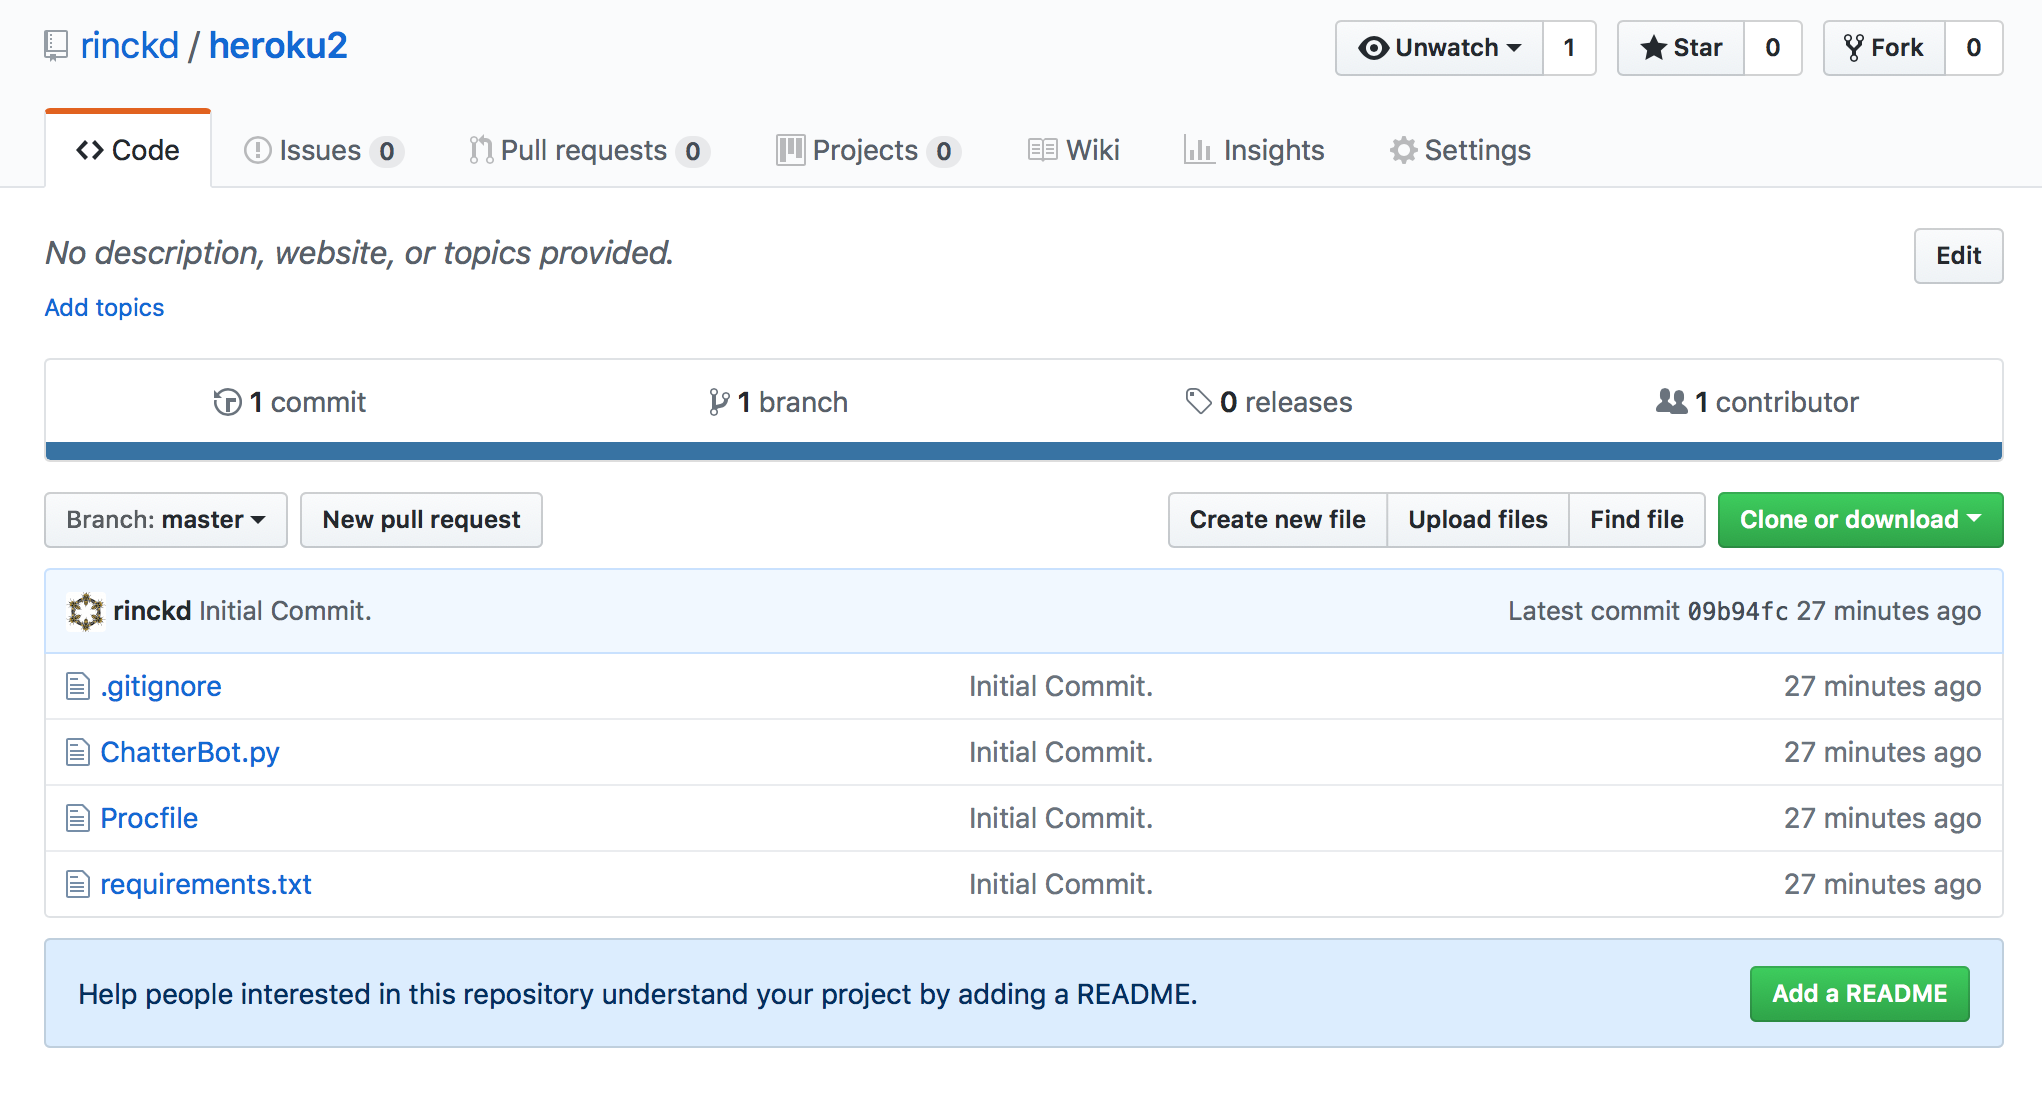 rinckd / heroku2 Unwatch 1 Star 0 Fork 0
Code Issues 0 Pull requests 0 Projects 0 Wiki Insights Settings
No description, website, or topics provided. Edit
Add topics
1 commit 1 branch 0 releases 1 contributor
Branch: master New pull request Create new file Upload files Find file Clone or download
rinckd Initial Commit. Latest commit 09b94fc 27 minutes ago
.gitignore Initial Commit. 27 minutes ago
ChatterBot.py Initial Commit. 27 minutes ago
Procfile Initial Commit. 27 minutes ago
requirements.txt Initial Commit. 27 minutes ago
Help people interested in this repository understand your project by adding a README. Add a README